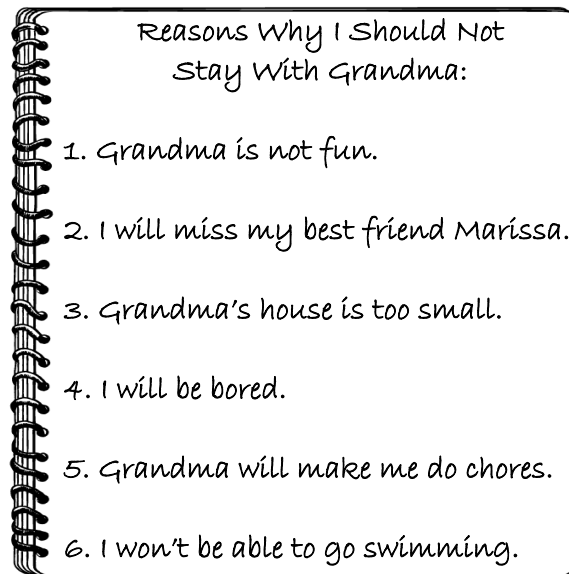 Reasons Why I Should Not
Stay With Grandma:
1. Grandma is not fun.
2. I will miss my best friend Marissa.
3. Grandma's house is too small.
4. I will be bored.
5. Grandma will make me do chores.
6. I won't be able to go swimming.